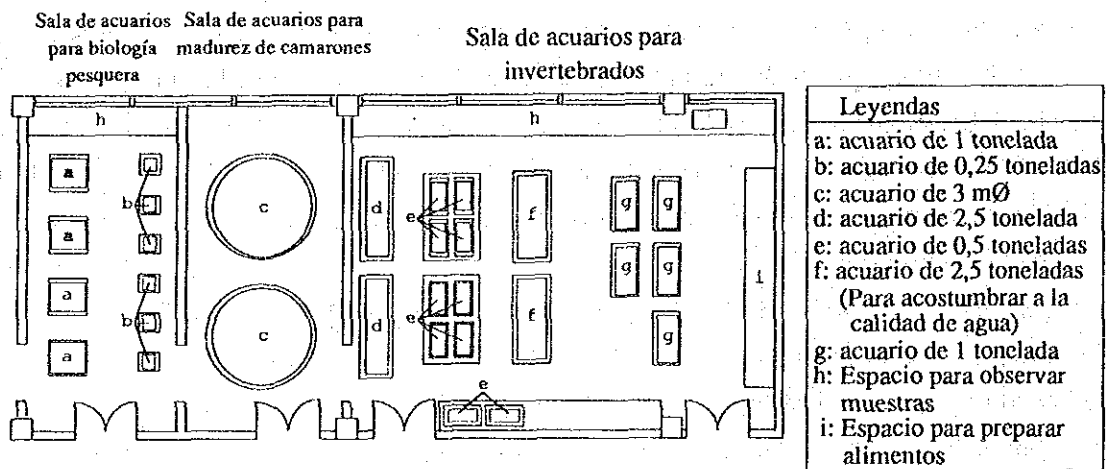 Sala de acuarios para biología pesquera
Sala de acuarios para madurez de camarones
Sala de acuarios para invertebrados
h
h
a
a
a
a
b
b
c
c
d
d
e
e
e
f
f
g
g
g
g
g
i
Leyendas
a: acuario de 1 tonelada
b: acuario de 0,25 toneladas
c: acuario de 3 mØ
d: acuario de 2,5 tonelada
e: acuario de 0,5 toneladas
f: acuario de 2,5 toneladas
(Para acostumbrar a la
calidad de agua)
g: acuario de 1 tonelada
h: Espacio para observar
muestras
i: Espacio para preparar
alimentos